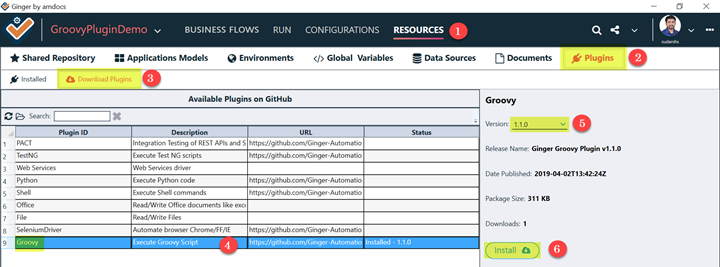 Ginger by amdocs
GroovyPluginDemo
BUSINESS FLOWS RUN CONFIGURATIONS RESOURCES 1
sudarshs
Shared Repository Applications Models Environments </> Global Variables Data Sources Documents Plugins 2
Installed Download Plugins 3
Available Plugins on GitHub
Search:
Plugin ID Description URL Status
1 PACT Integration Testing of REST APIs and S https://github.com/Ginger-Automatio
2 TestNG Execute Test NG scripts https://github.com/Ginger-Automatio
3 Web Services Web Services driver
4 Python Execute Python code https://github.com/Ginger-Automatio
5 Shell Execute Shell commands https://github.com/Ginger-Automatio
6 Office Read/Write Office documents like exce
7 File Read/Write Files
8 SeleniumDriver Automate browser Chrome/FF/IE https://github.com/Ginger-Automatio
9 Groovy Execute Groovy Script 4 https://github.com/Ginger-Automatio Installed - 1.1.0
Groovy
Version: 1.1.0 5
Release Name: Ginger Groovy Plugin v1.1.0
Date Published: 2019-04-02T13:42:24Z
Package Size: 311 KB
Downloads: 1
Install 6